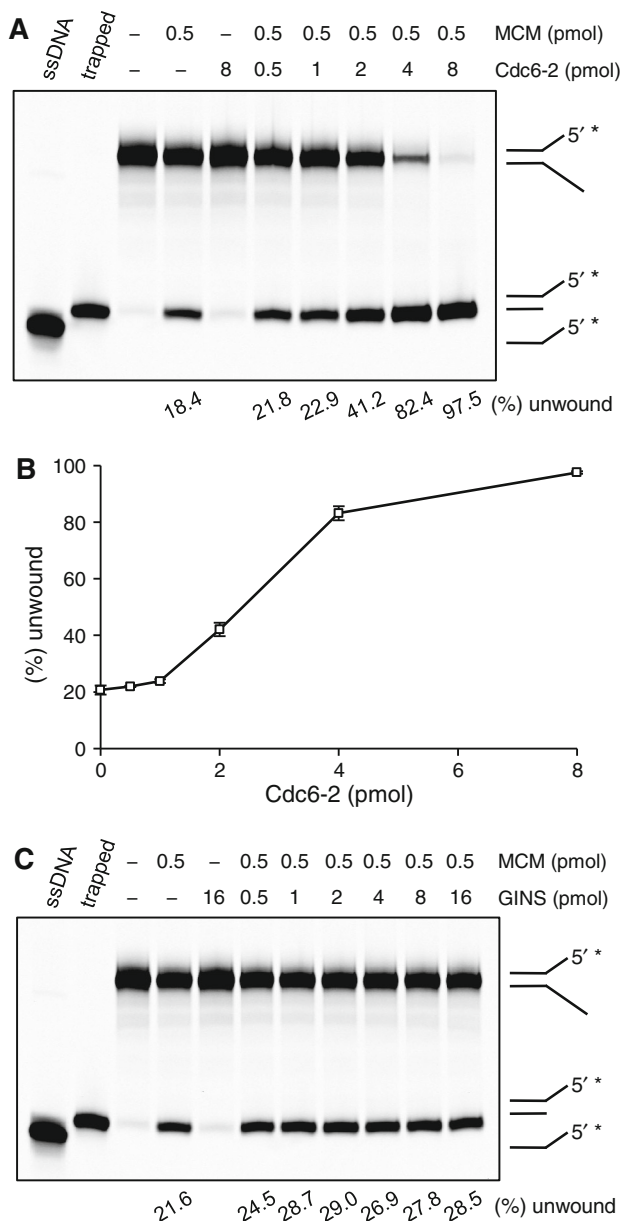 A
ssDNA trapped – 0.5 – 0.5 0.5 0.5 0.5 0.5 MCM (pmol)
– – 8 0.5 1 2 4 8 Cdc6-2 (pmol)
5′ *
5′ *
5′ *
18.4 21.8 22.9 41.2 82.4 97.5 (%) unwound
B
100
80
60
40
20
0
(%) unwound
0 2 4 6 8
Cdc6-2 (pmol)
C
ssDNA trapped – 0.5 – 0.5 0.5 0.5 0.5 0.5 0.5 MCM (pmol)
– – 16 0.5 1 2 4 8 16 GINS (pmol)
5′ *
5′ *
5′ *
21.6 24.5 28.7 29.0 26.9 27.8 28.5 (%) unwound